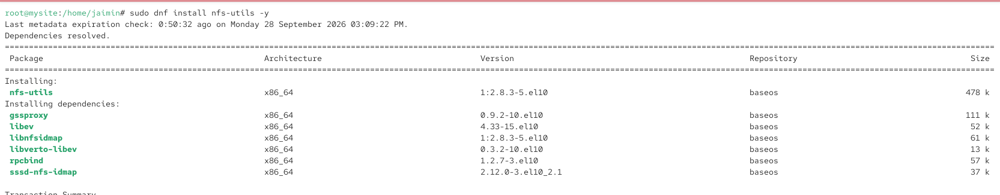 root@mysite:/home/jaimin# sudo dnf install nfs-utils -y
Last metadata expiration check: 0:50:32 ago on Monday 28 September 2026 03:09:22 PM.
Dependencies resolved.
Package Architecture Version Repository Size
Installing:
nfs-utils x86_64 1:2.8.3-5.el10 baseos 478 k
Installing dependencies:
gssproxy x86_64 0.9.2-10.el10 baseos 111 k
libev x86_64 4.33-15.el10 baseos 52 k
libnfsidmap x86_64 1:2.8.3-5.el10 baseos 61 k
libverto-libev x86_64 0.3.2-10.el10 baseos 13 k
rpcbind x86_64 1.2.7-3.el10 baseos 57 k
sssd-nfs-idmap x86_64 2.12.0-3.el10_2.1 baseos 37 k
Transaction Summary